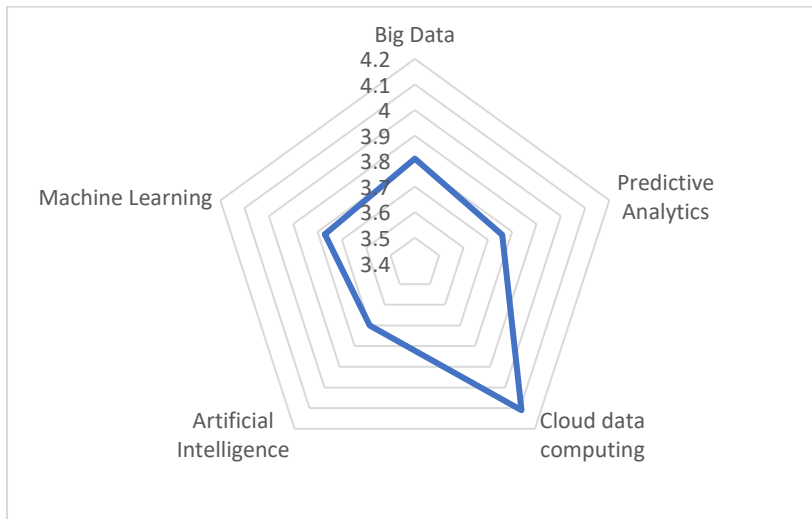 Big Data
4.2
4.1
4
3.9
3.8
3.7
3.6
3.5
3.4
Predictive
Analytics
Machine Learning
Cloud data
computing
Artificial
Intelligence